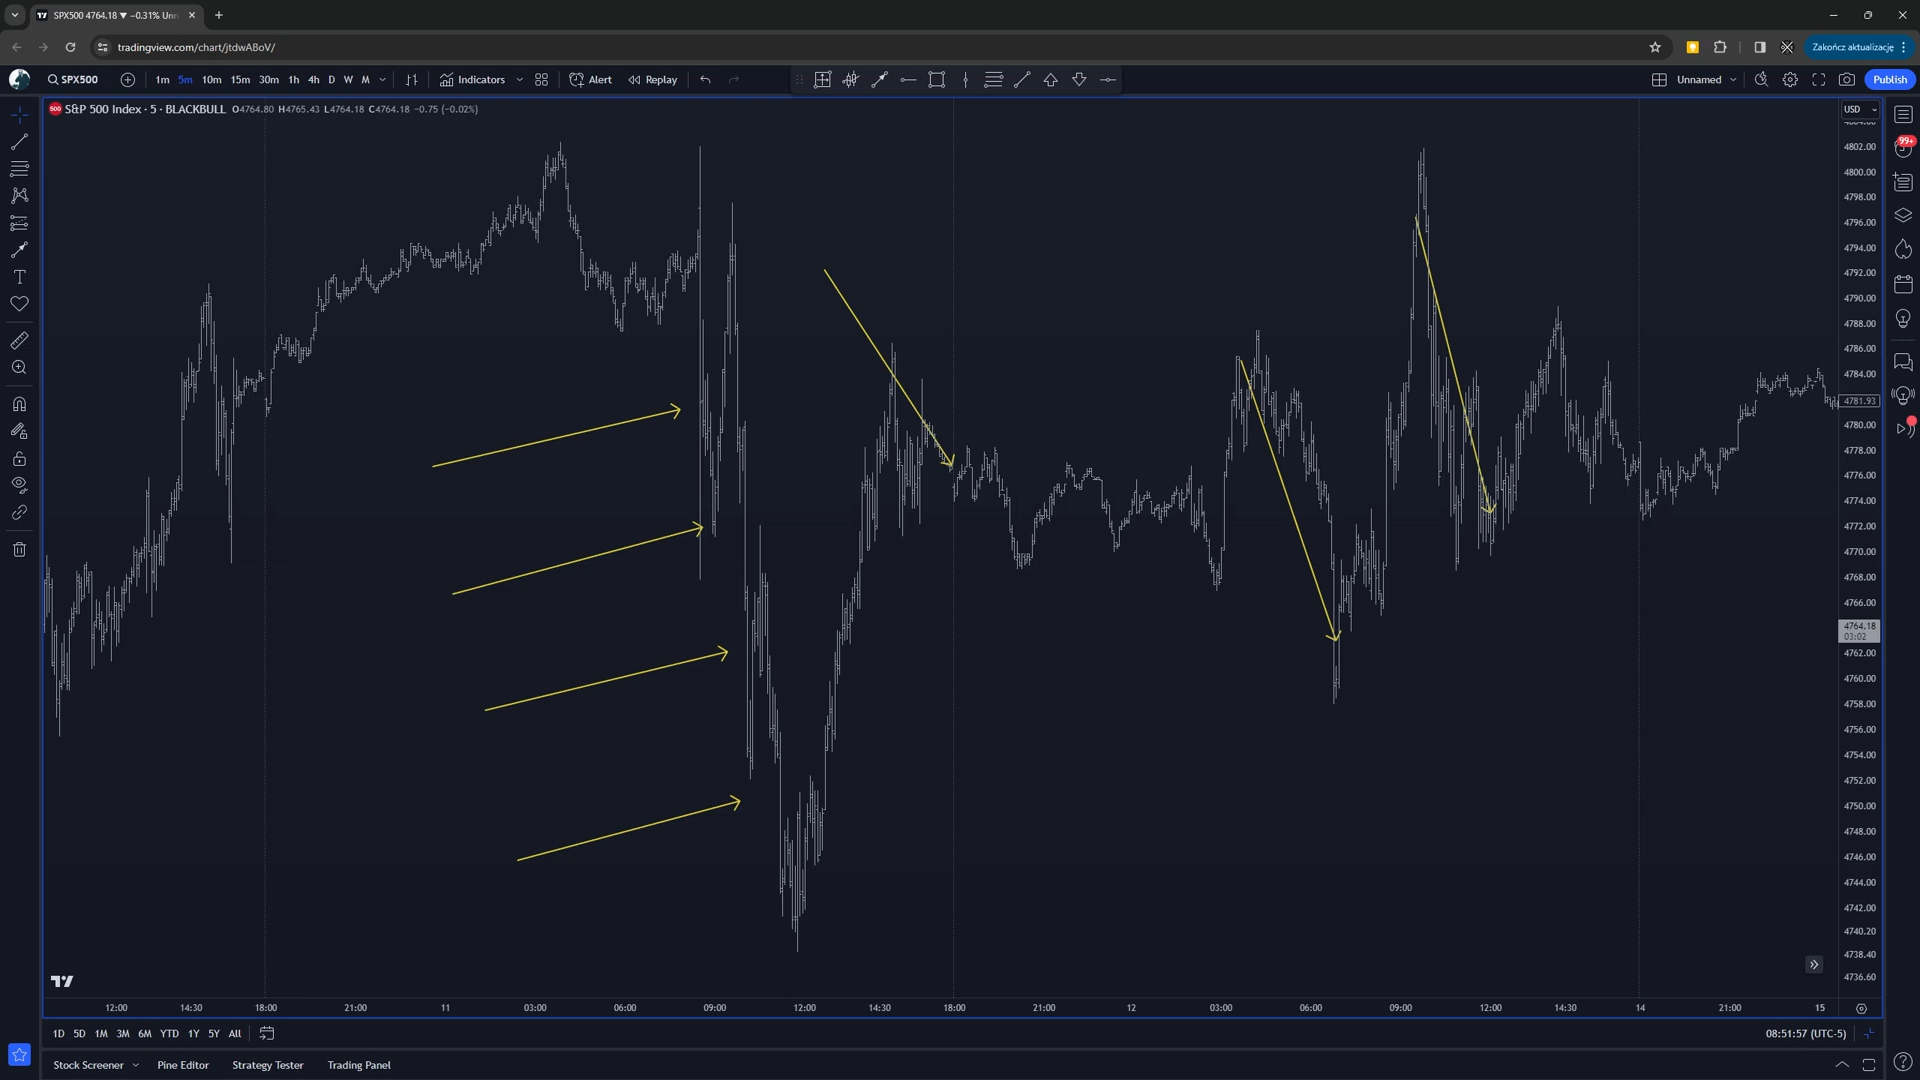 SPX500 4764.18 ▼ −0.31% Unn
tradingview.com/chart/jtdwABoV/
Zakończ aktualizację
SPX500
1m 5m 10m 15m 30m 1h 4h D W M
Indicators
Alert
Replay
Unnamed
Publish
S&P 500 Index · 5 · BLACKBULL O4764.80 H4765.43 L4764.18 C4764.18 −0.75 (−0.02%)
USD
99+
4802.00
4800.00
4798.00
4796.00
4794.00
4792.00
4790.00
4788.00
4786.00
4784.00
4781.93
4780.00
4778.00
4776.00
4774.00
4772.00
4770.00
4768.00
4766.00
4764.18
03:02
4762.00
4760.00
4758.00
4756.00
4754.00
4752.00
4750.00
4748.00
4746.00
4744.00
4742.00
4740.20
4738.40
4736.60
12:00 14:30 18:00 21:00 11 03:00 06:00 09:00 12:00 14:30 18:00 21:00 12 03:00 06:00 09:00 12:00 14:30 14 21:00 15
1D 5D 1M 3M 6M YTD 1Y 5Y All
08:51:57 (UTC-5)
Stock Screener
Pine Editor
Strategy Tester
Trading Panel